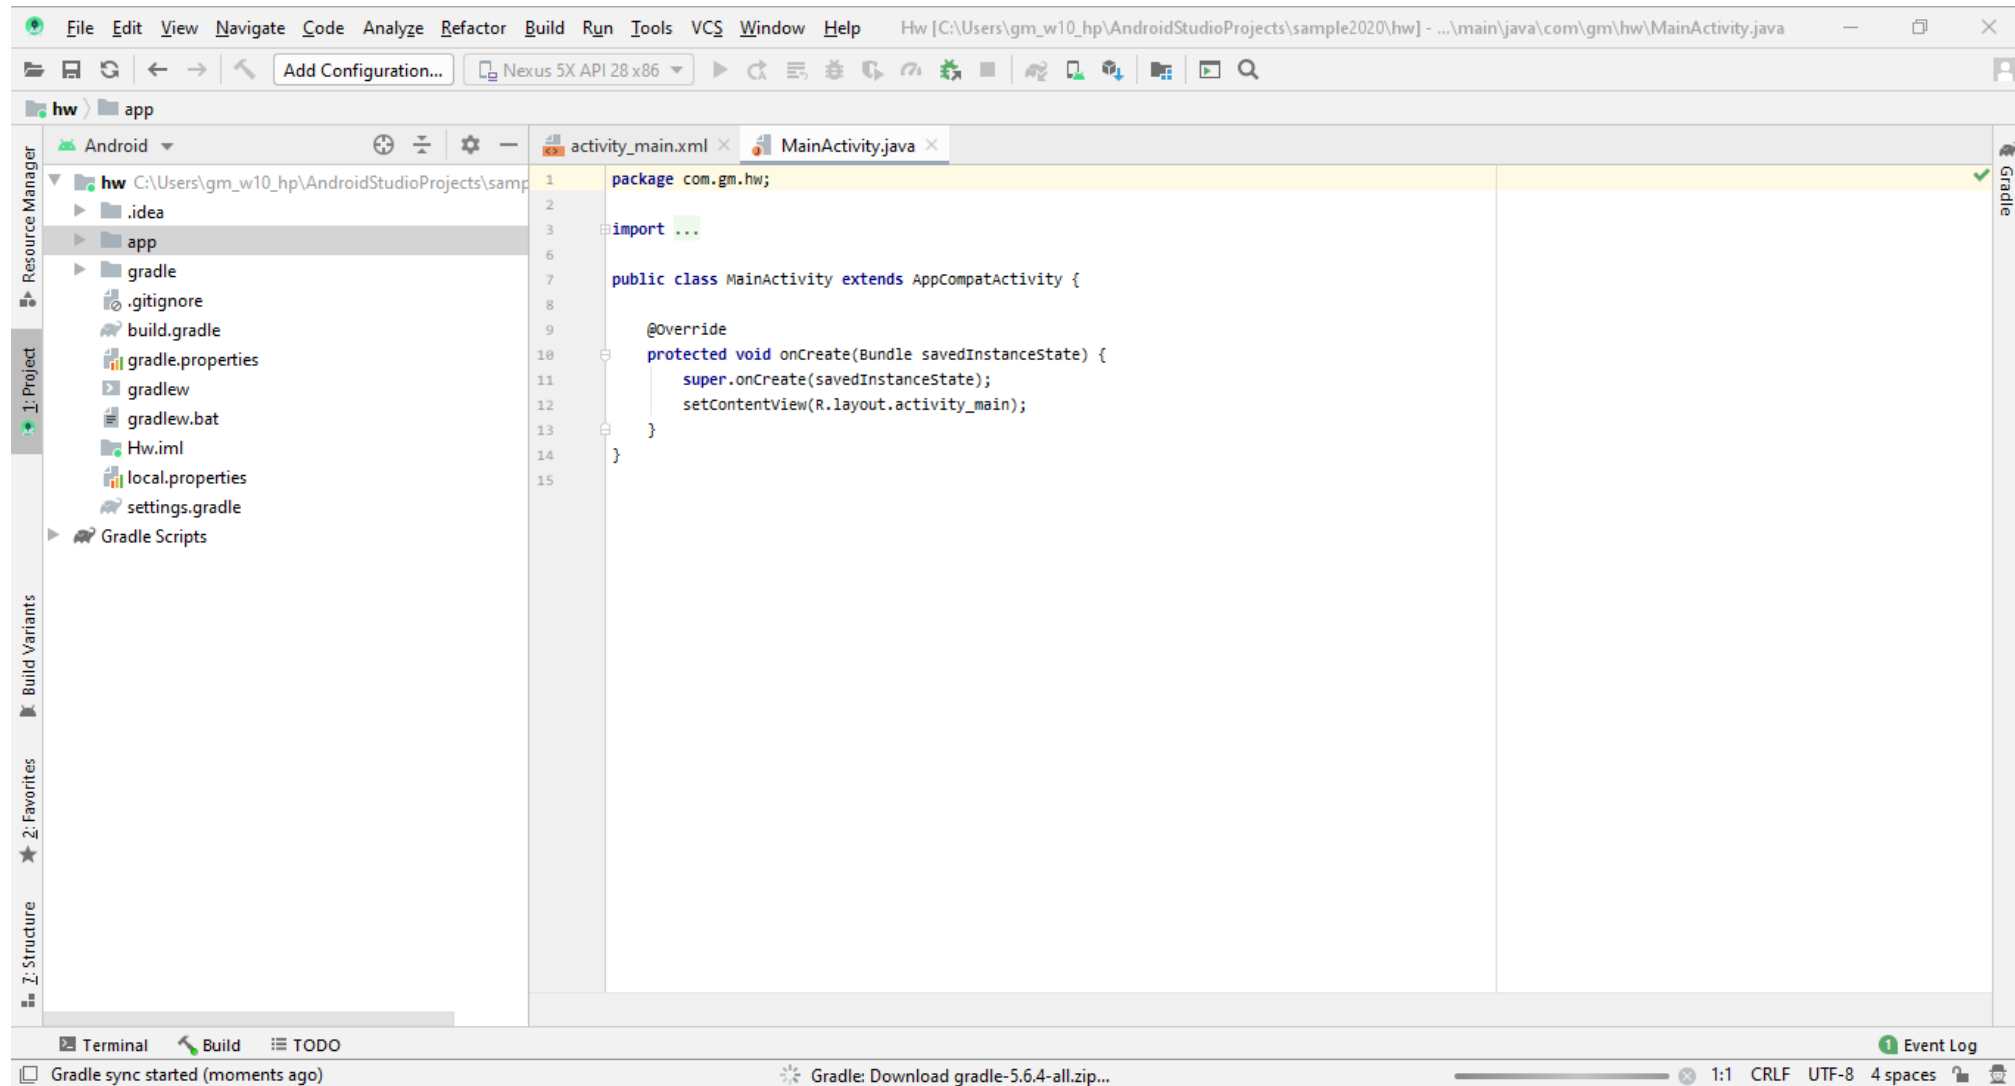 File Edit View Navigate Code Analyze Refactor Build Run Tools VCS Window Help Hw [C:\Users\gm_w10_hp\AndroidStudioProjects\sample2020\hw] - ...\main\java\com\gm\hw\MainActivity.java
Add Configuration... Nexus 5X API 28 x86
hw app
Resource Manager
1: Project
Build Variants
2: Favorites
7: Structure
Android
hw C:\Users\gm_w10_hp\AndroidStudioProjects\samp
.idea
app
gradle
.gitignore
build.gradle
gradle.properties
gradlew
gradlew.bat
Hw.iml
local.properties
settings.gradle
Gradle Scripts
activity_main.xml MainActivity.java
1 package com.gm.hw;
2
3 import ...
6
7 public class MainActivity extends AppCompatActivity {
8
9 @Override
10 protected void onCreate(Bundle savedInstanceState) {
11 super.onCreate(savedInstanceState);
12 setContentView(R.layout.activity_main);
13 }
14 }
15
Gradle
Terminal Build TODO 1 Event Log
Gradle sync started (moments ago) Gradle: Download gradle-5.6.4-all.zip... 1:1 CRLF UTF-8 4 spaces